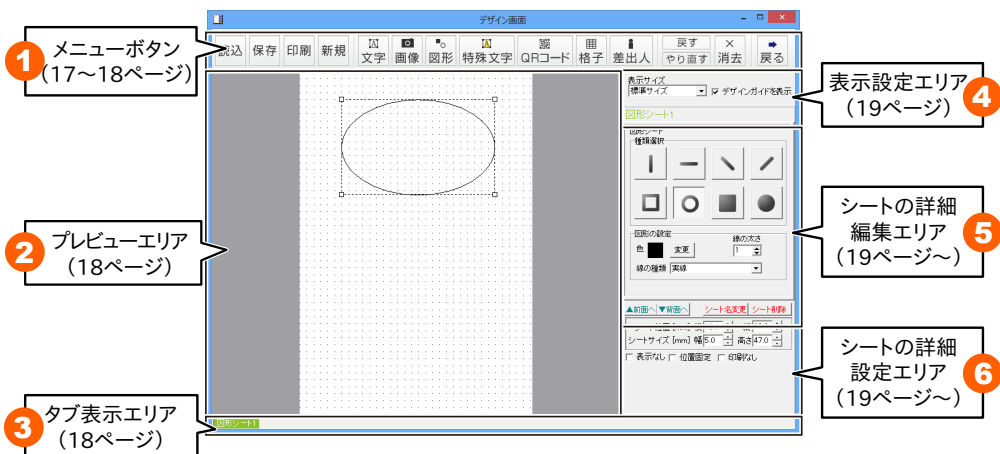 デザイン画面
読込 保存 印刷 新規 文字 画像 図形 特殊文字 QRコード 格子 差出人 戻す やり直す 消去 戻る
1 メニューボタン
(17〜18ページ)
表示サイズ
標準サイズ デザインガイドを表示
図形シート1
4 表示設定エリア
(19ページ)
図形シート
種類選択
2 プレビューエリア
(18ページ)
図形の設定
色 変更
線の太さ
1
線の種類 実線
5 シートの詳細
編集エリア
(19ページ〜)
▲前面へ ▼背面へ シート名変更 シート削除
シートサイズ [mm] 幅 5.0 高さ 47.0
表示なし 位置固定 印刷なし
6 シートの詳細
設定エリア
(19ページ〜)
3 タブ表示エリア
(18ページ)
図形シート1